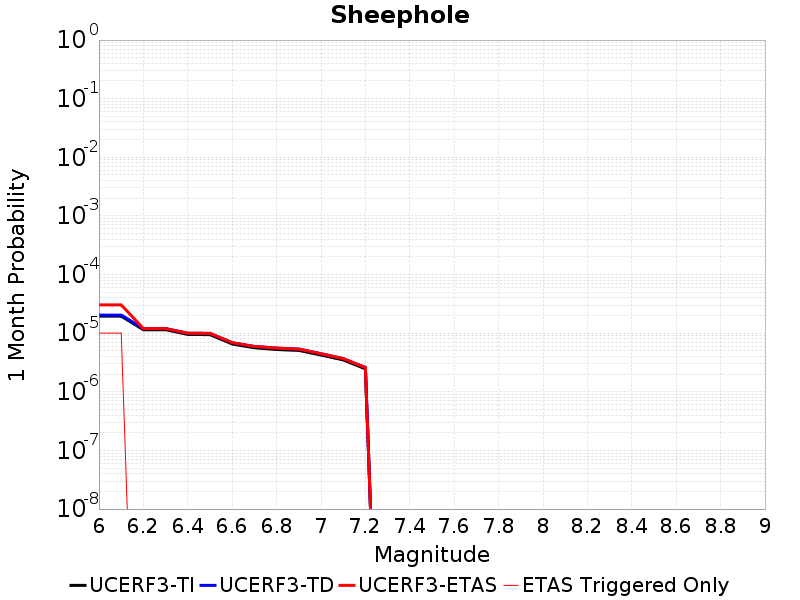 Sheephole
10^0
10^-1
10^-2
10^-3
10^-4
10^-5
10^-6
10^-7
10^-8
1 Month Probability
6 6.2 6.4 6.6 6.8 7 7.2 7.4 7.6 7.8 8 8.2 8.4 8.6 8.8 9
Magnitude
UCERF3-TI UCERF3-TD UCERF3-ETAS ETAS Triggered Only